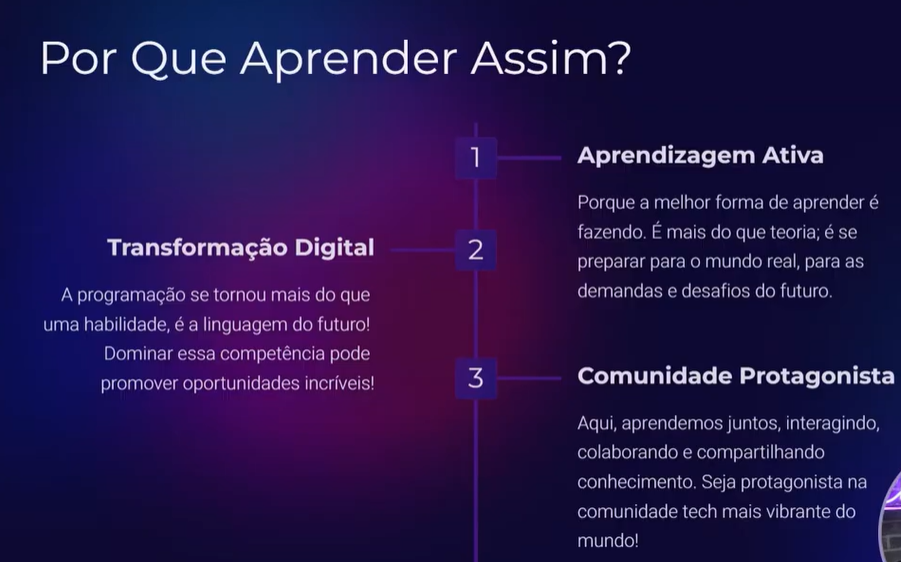 Por Que Aprender Assim?
1
Aprendizagem Ativa
Porque a melhor forma de aprender é
fazendo. É mais do que teoria; é se
preparar para o mundo real, para as
demandas e desafios do futuro.
2
Transformação Digital
A programação se tornou mais do que
uma habilidade, é a linguagem do futuro!
Dominar essa competência pode
promover oportunidades incríveis!
3
Comunidade Protagonista
Aqui, aprendemos juntos, interagindo,
colaborando e compartilhando
conhecimento. Seja protagonista na
comunidade tech mais vibrante do
mundo!